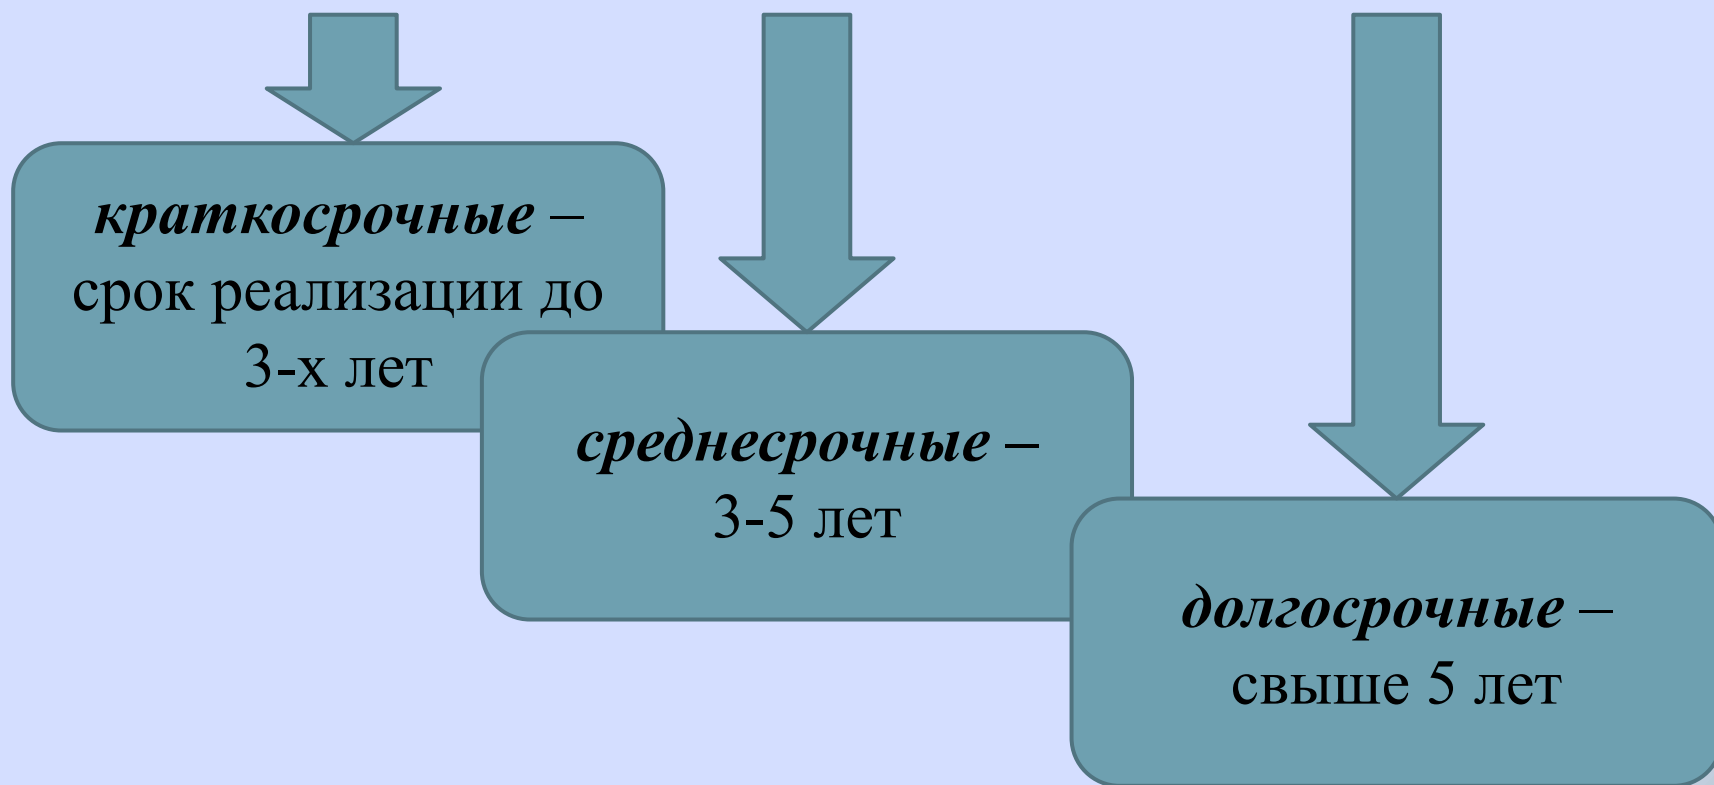 краткосрочные –
срок реализации до
3-х лет
среднесрочные –
3-5 лет
долгосрочные –
свыше 5 лет